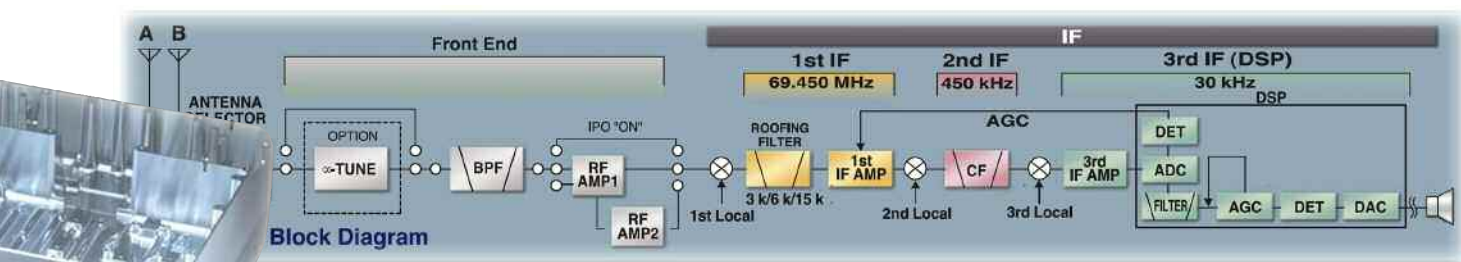 A B
Front End
IF
1st IF
2nd IF
3rd IF (DSP)
69.450 MHz
450 kHz
30 kHz
DSP
ANTENNA
SELECTOR
OPTION
∝-TUNE
BPF
IPO "ON"
RF
AMP1
RF
AMP2
1st Local
ROOFING
FILTER
3 k/6 k/15 k
1st
IF AMP
AGC
2nd Local
CF
3rd Local
3rd
IF AMP
DET
ADC
FILTER
AGC
DET
DAC
Block Diagram